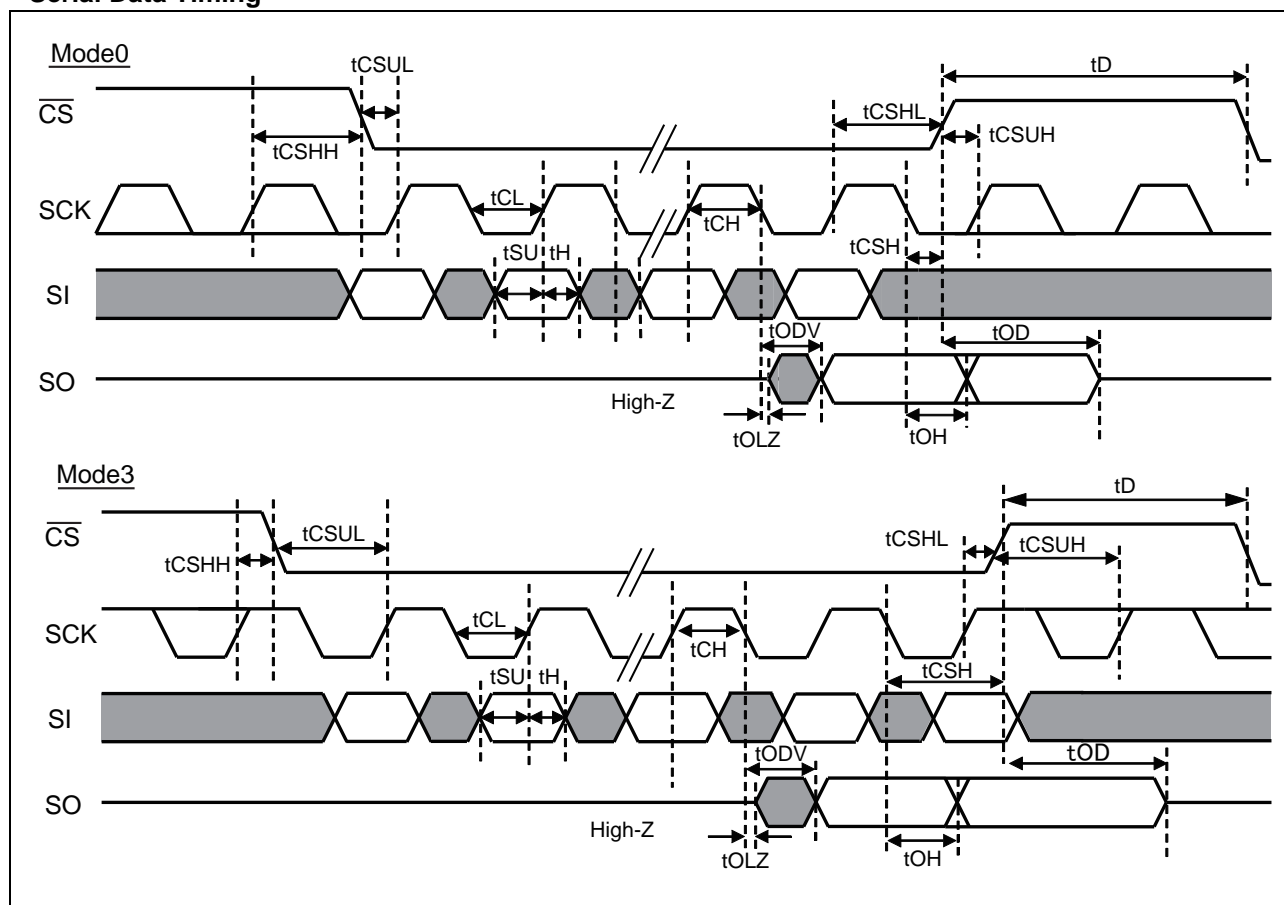 Serial Data Timing
Mode0
tCSUL
tD
CS
tCSHL
tCSUH
tCSHH
SCK
tCL
tCH
tCSH
tSU tH
SI
tODV
tOD
SO
High-Z
tOLZ
tOH
Mode3
tD
CS
tCSUL
tCSHL
tCSUH
tCSHH
SCK
tCL
tCH
tCSH
tSU tH
SI
tODV
tOD
SO
High-Z
tOLZ
tOH